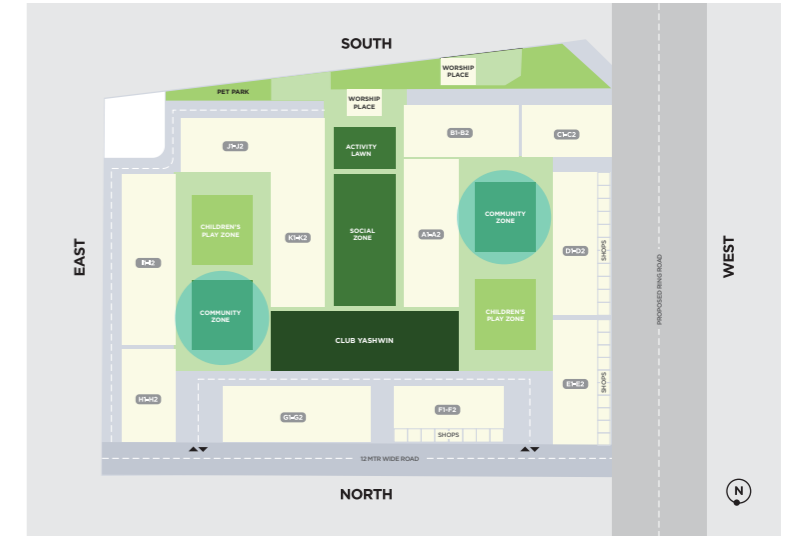 SOUTH
WORSHIP
PLACE
PET PARK
WORSHIP
PLACE
B1-B2
C1-C2
J1-J2
ACTIVITY
LAWN
COMMUNITY
ZONE
CHILDREN'S
PLAY ZONE
SOCIAL
ZONE
K1-K2
A1-A2
D1-D2
SHOPS
EAST
WEST
I1-I2
PROPOSED RING ROAD
COMMUNITY
ZONE
CHILDREN'S
PLAY ZONE
CLUB YASHWIN
E1-E2
SHOPS
H1-H2
G1-G2
F1-F2
SHOPS
12 MTR WIDE ROAD
NORTH
N